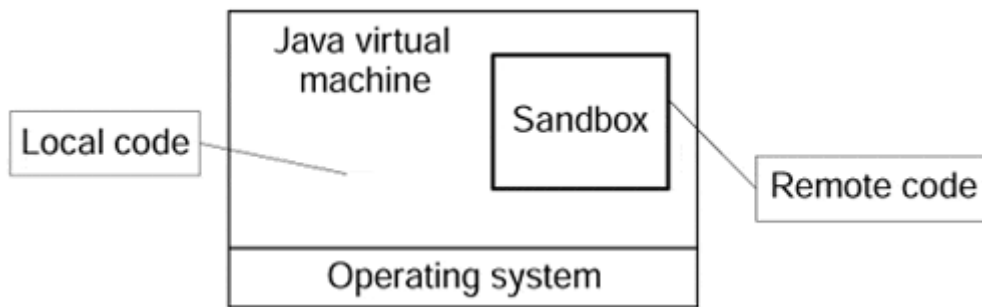 Java virtual
machine
Sandbox
Local code
Remote code
Operating system